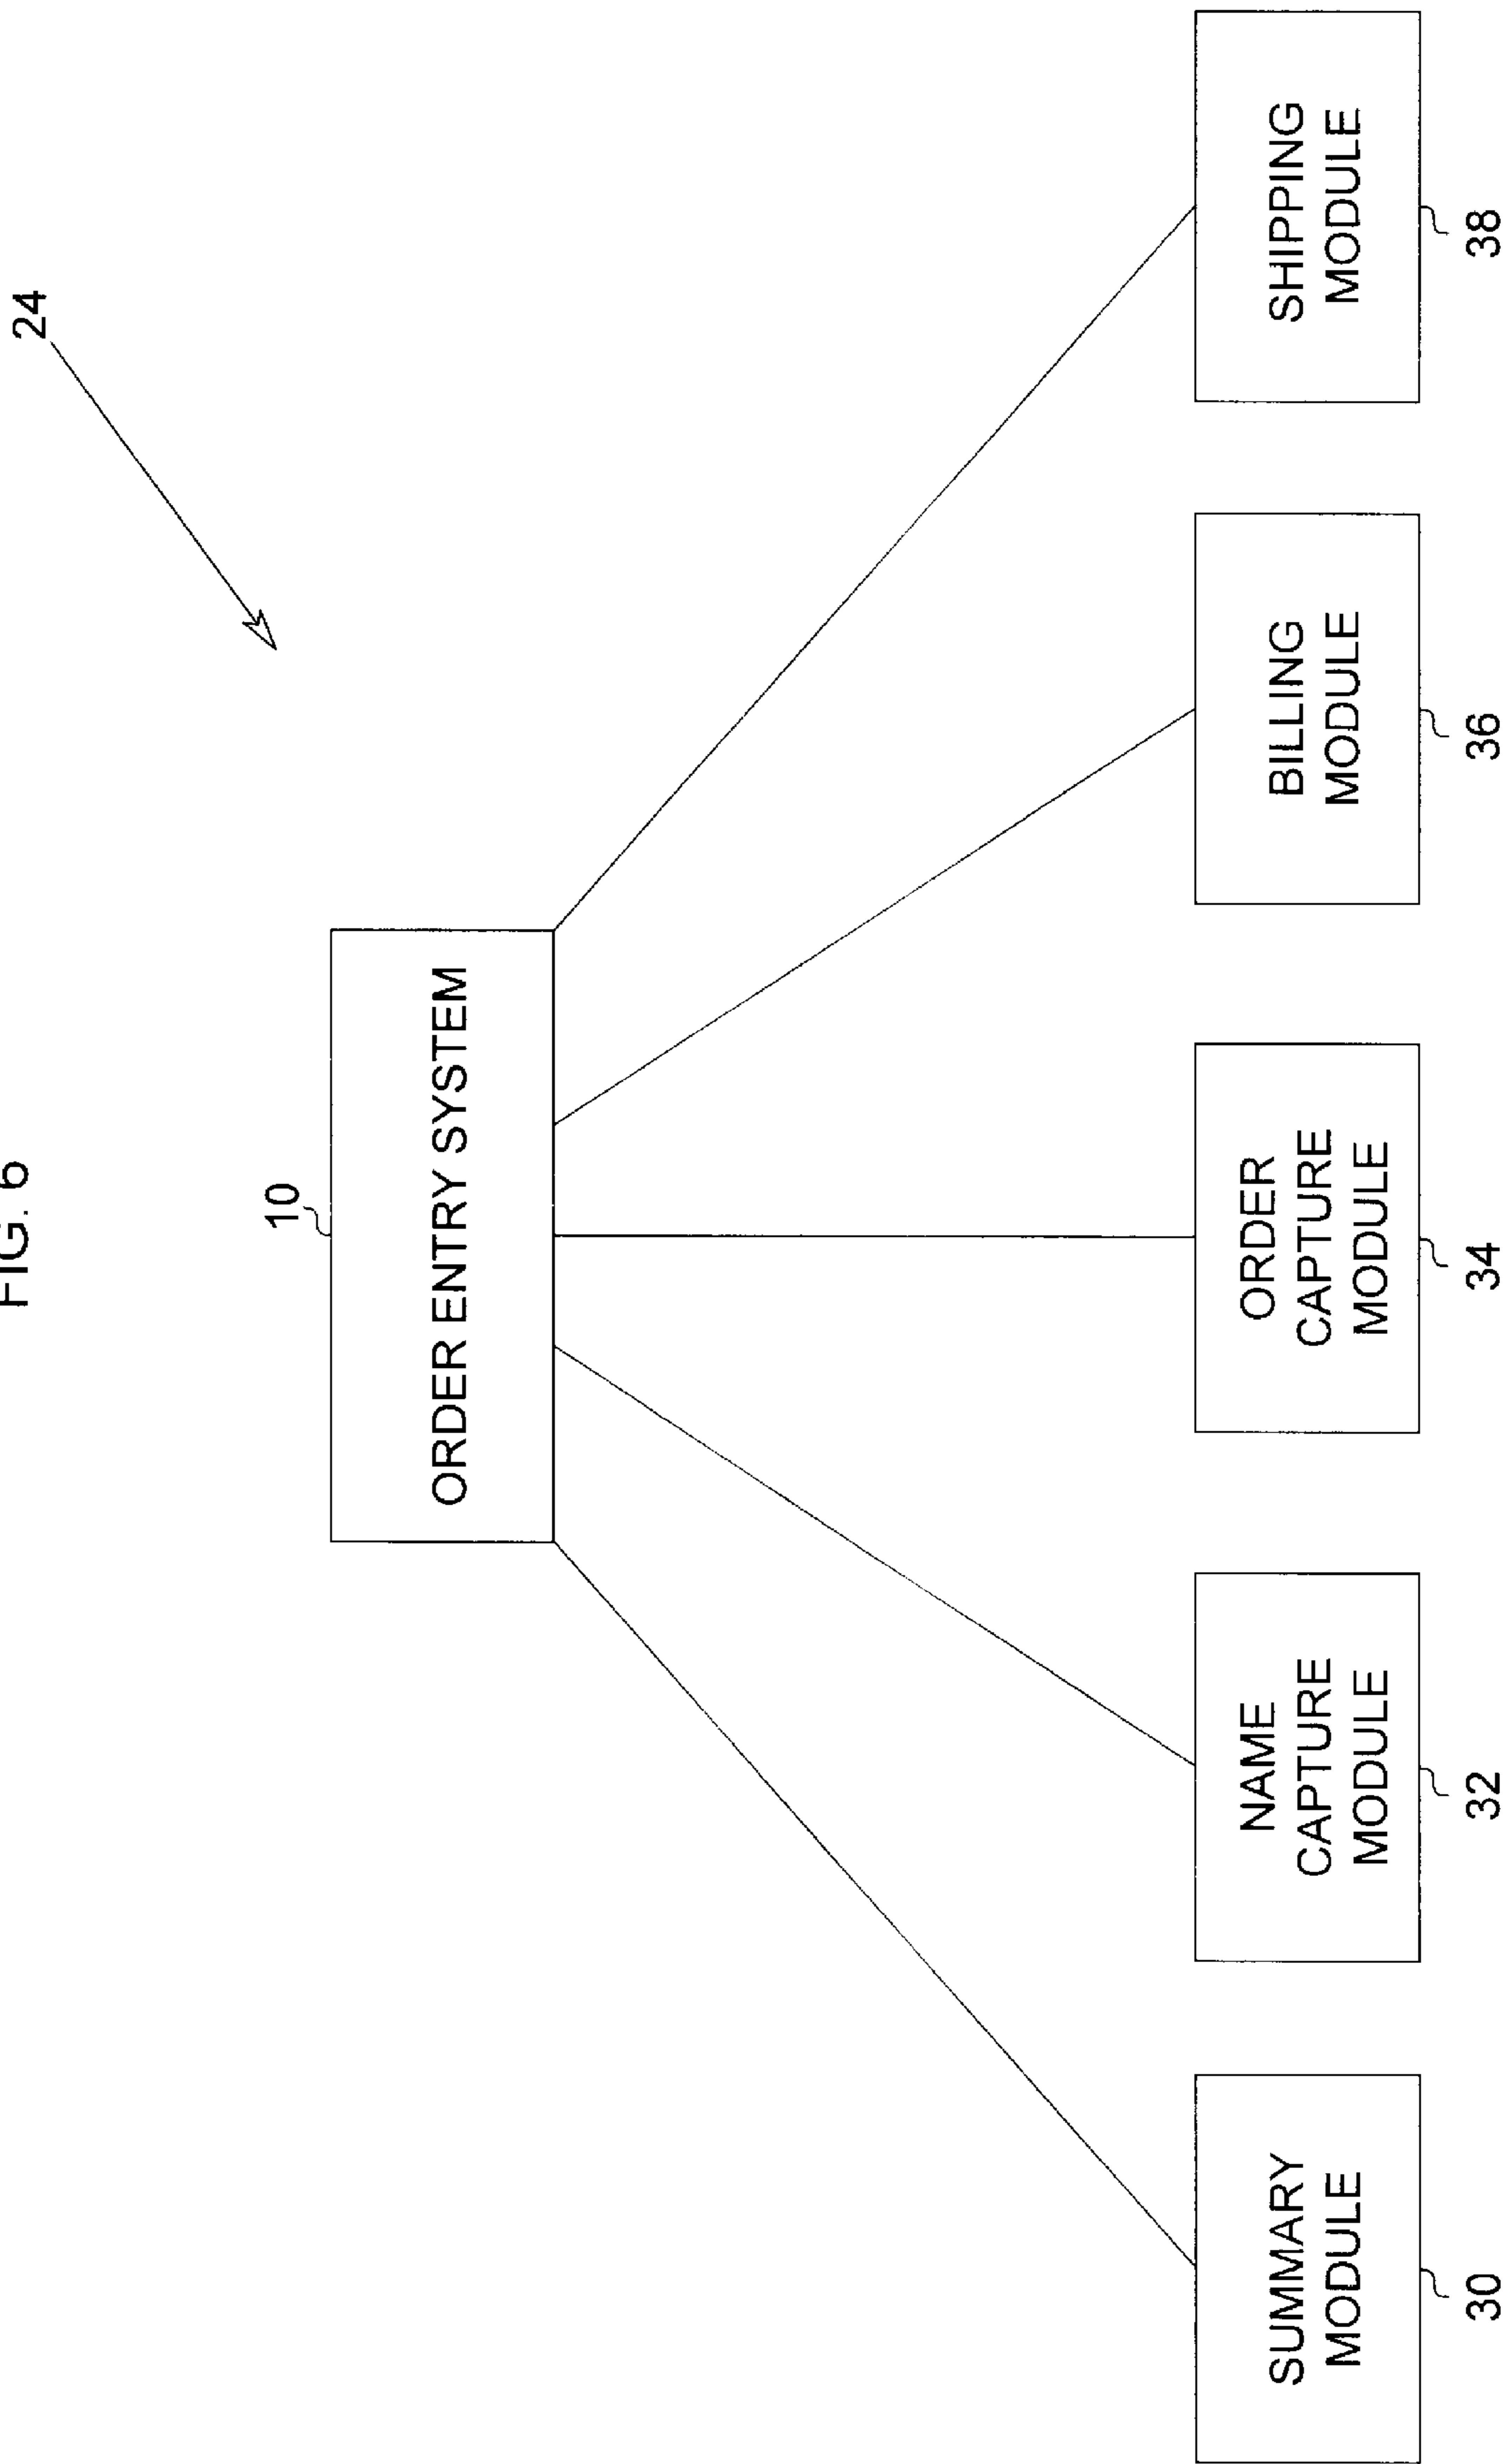 FIG. 6
24
10
ORDER ENTRY SYSTEM
SUMMARY
MODULE
30
NAME
CAPTURE
MODULE
32
ORDER
CAPTURE
MODULE
34
BILLING
MODULE
36
SHIPPING
MODULE
38